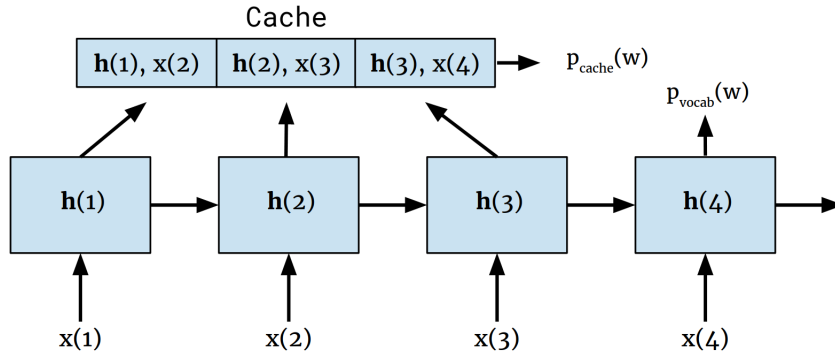 Cache
h(1), x(2) h(2), x(3) h(3), x(4) p_cache(w)
p_vocab(w)
h(1) h(2) h(3) h(4)
x(1) x(2) x(3) x(4)